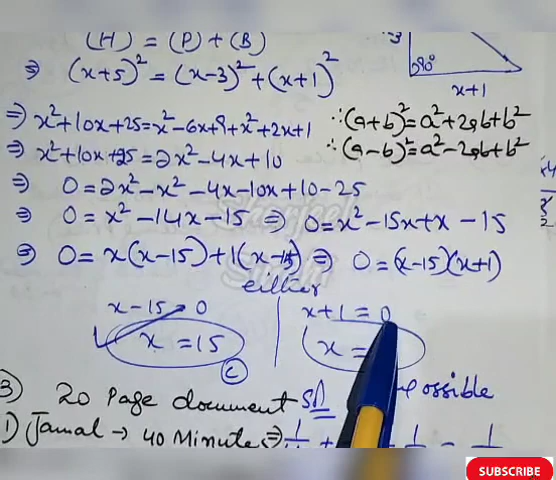 (H) = (P) + (B)
⇒ (x+5)² = (x-3)² + (x+1)²
x+1
90°
⇒ x²+10x+25=x²-6x+9+x²+2x+1
∵(a+b)²=a²+2ab+b²
⇒ x²+10x+25=2x²-4x+10
∵(a-b)²=a²-2ab+b²
⇒ 0=2x²-x²-4x-10x+10-25
⇒ 0=x²-14x-15 ⇒ 0=x²-15x+x-15
⇒ 0=x(x-15)+1(x-15) ⇒ 0=(x-15)(x+1)
either
x-15=0
x+1=0
x=15
x=
C
3) 20 Page document Sol possible
1) Jamal → 40 Minute ⇒
SUBSCRIBE